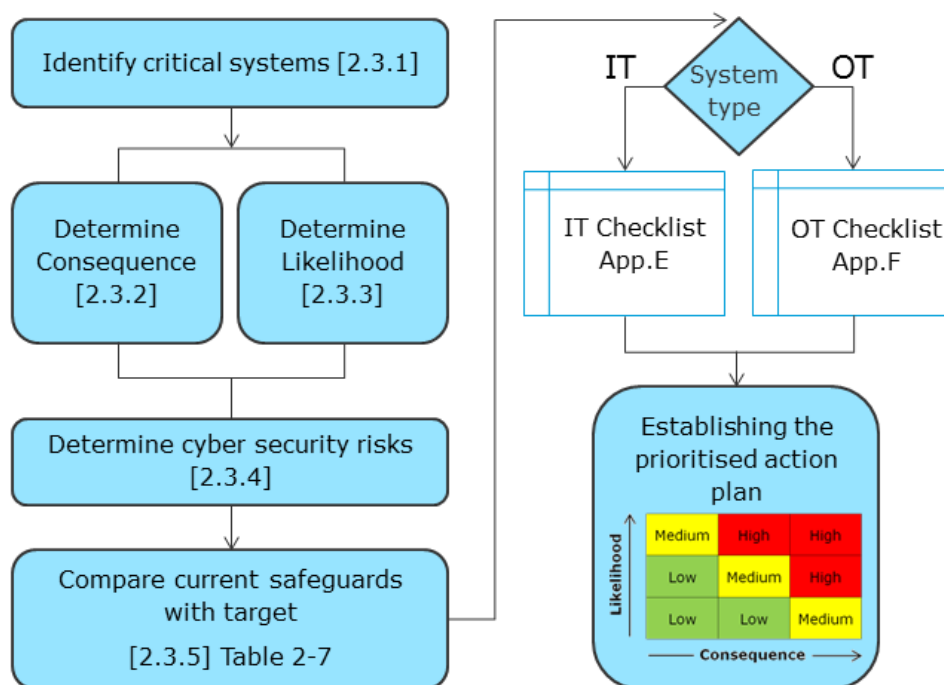 Identify critical systems [2.3.1]
Determine
Consequence
[2.3.2]
Determine
Likelihood
[2.3.3]
Determine cyber security risks
[2.3.4]
Compare current safeguards
with target
[2.3.5] Table 2-7
IT
System
type
OT
IT Checklist
App.E
OT Checklist
App.F
Establishing the
prioritised action
plan
Likelihood
Medium High High
Low Medium High
Low Low Medium
Consequence